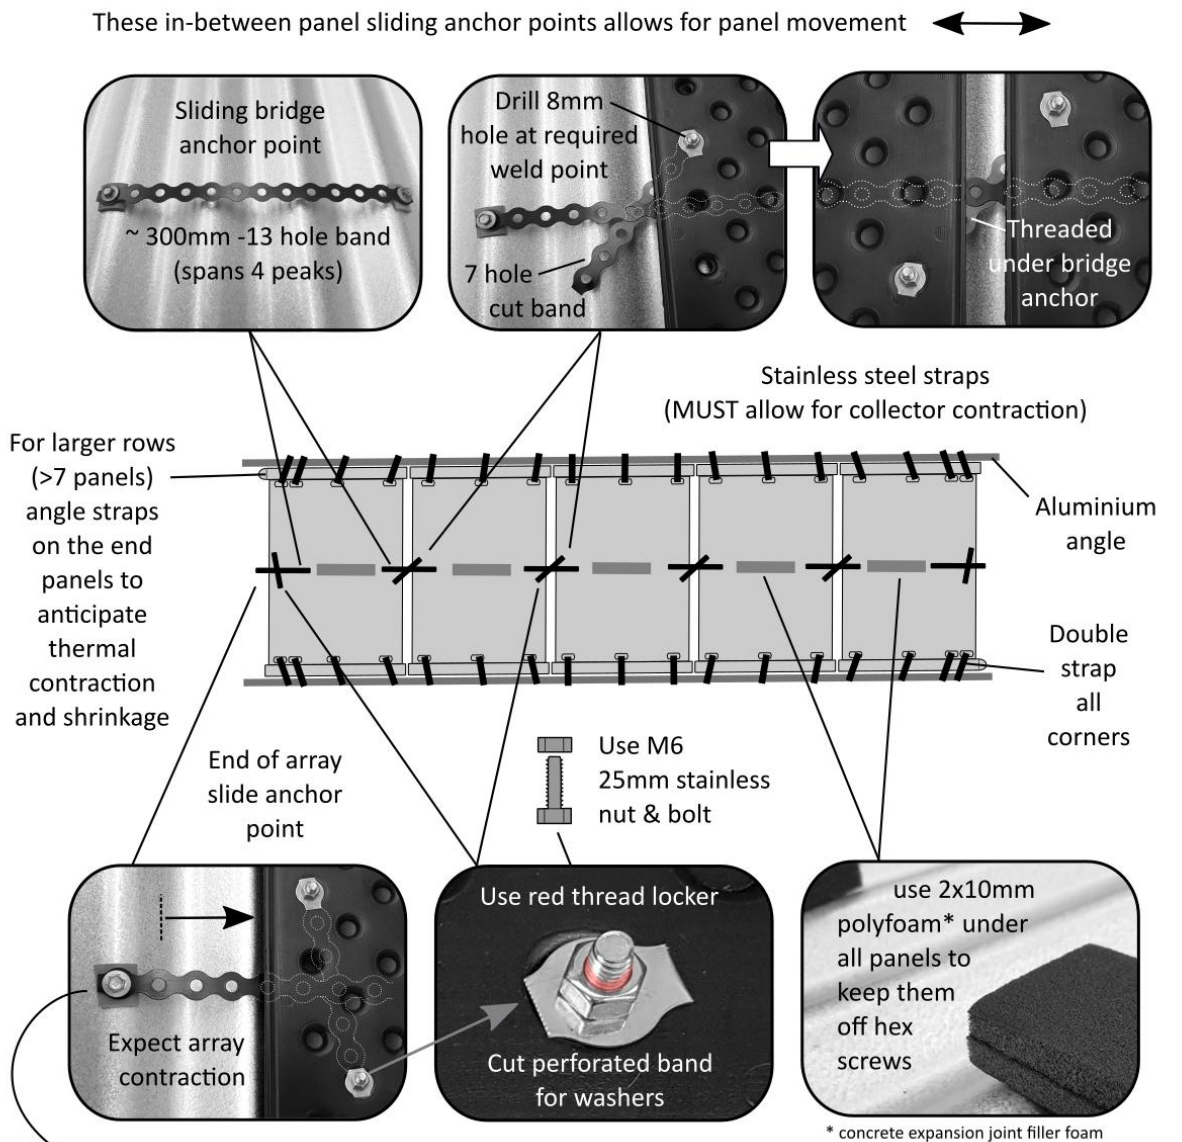 These in-between panel sliding anchor points allows for panel movement
Sliding bridge
anchor point
~ 300mm -13 hole band
(spans 4 peaks)
Drill 8mm
hole at required
weld point
7 hole
cut band
Threaded
under bridge
anchor
Stainless steel straps
(MUST allow for collector contraction)
For larger rows
(>7 panels)
angle straps
on the end
panels to
anticipate
thermal
contraction
and shrinkage
Aluminium
angle
Double
strap
all
corners
End of array
slide anchor
point
Use M6
25mm stainless
nut & bolt
Expect array
contraction
Use red thread locker
Cut perforated band
for washers
use 2x10mm
polyfoam* under
all panels to
keep them
off hex
screws
* concrete expansion joint filler foam